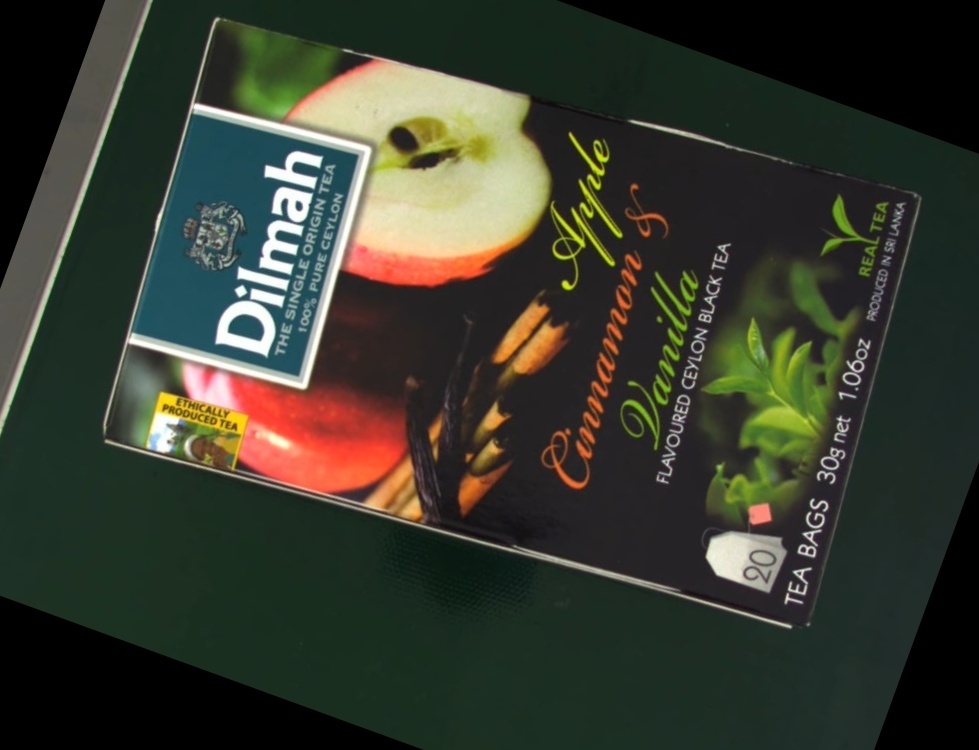 Dilmah
THE SINGLE ORIGIN TEA
100% PURE CEYLON
ETHICALLY
PRODUCED TEA
Apple
Cinnamon &
Vanilla
FLAVOURED CEYLON BLACK TEA
REAL TEA
PRODUCED IN SRI LANKA
20
TEA BAGS 30g net 1.06oz